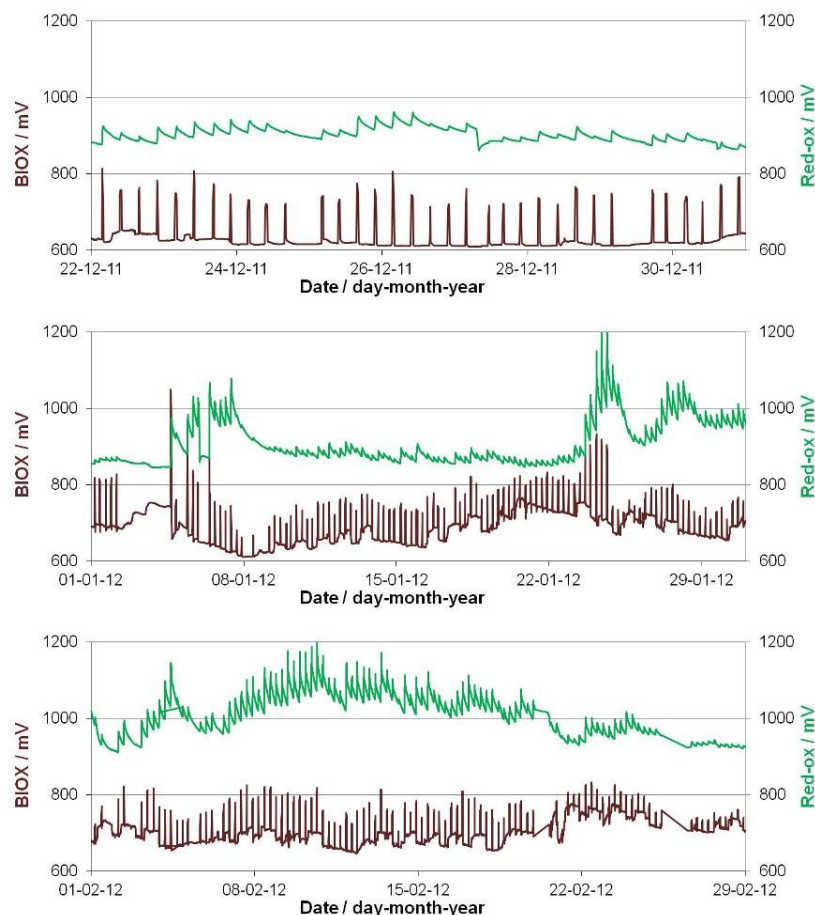 1200 1200
1000 1000
BIOX / mV Red-ox / mV
800 800
600 600
22-12-11 24-12-11 26-12-11 28-12-11 30-12-11
Date / day-month-year
1200 1200
1000 1000
BIOX / mV Red-ox / mV
800 800
600 600
01-01-12 08-01-12 15-01-12 22-01-12 29-01-12
Date / day-month-year
1200 1200
1000 1000
BIOX / mV Red-ox / mV
800 800
600 600
01-02-12 08-02-12 15-02-12 22-02-12 29-02-12
Date / day-month-year